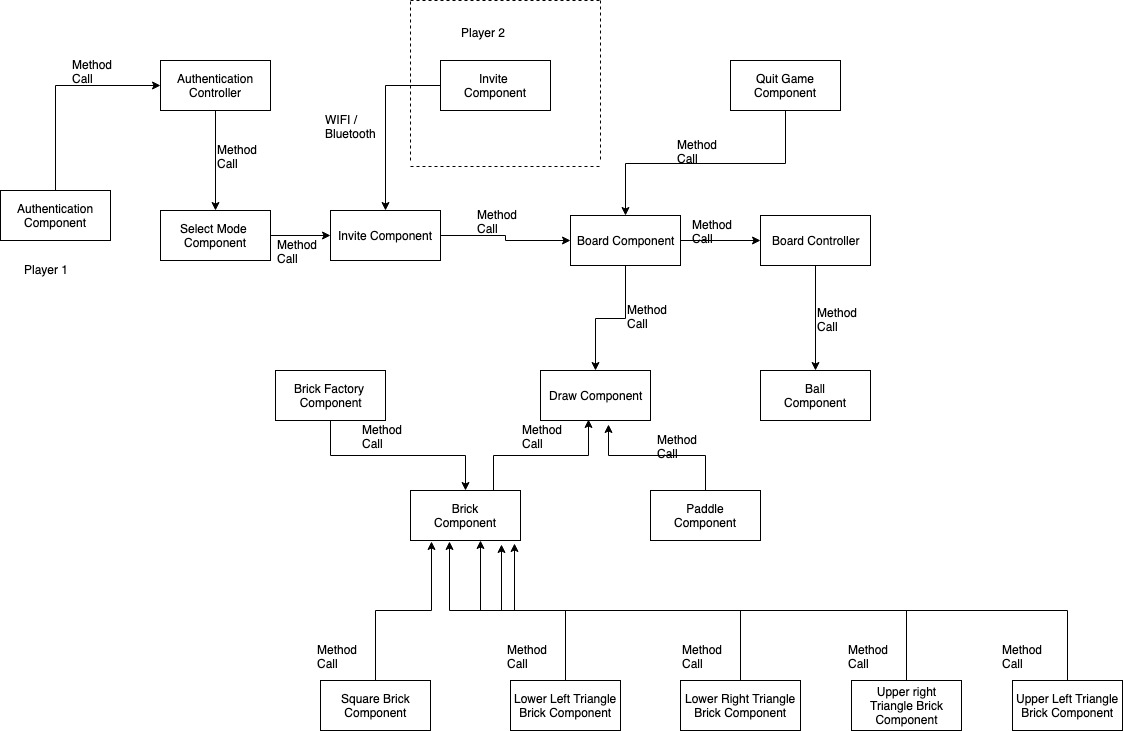 Player 2
Method
Call
Authentication
Controller
Invite
Component
Quit Game
Component
WIFI /
Bluetooth
Method
Call
Method
Call
Authentication
Component
Select Mode
Component
Method
Call
Invite Component
Method
Call
Board Component
Method
Call
Board Controller
Player 1
Method
Call
Method
Call
Brick Factory
Component
Draw Component
Ball
Component
Method
Call
Method
Call
Method
Call
Brick
Component
Paddle
Component
Method
Call
Method
Call
Method
Call
Method
Call
Method
Call
Square Brick
Component
Lower Left Triangle
Brick Component
Lower Right Triangle
Brick Component
Upper right
Triangle Brick
Component
Upper Left Triangle
Brick Component